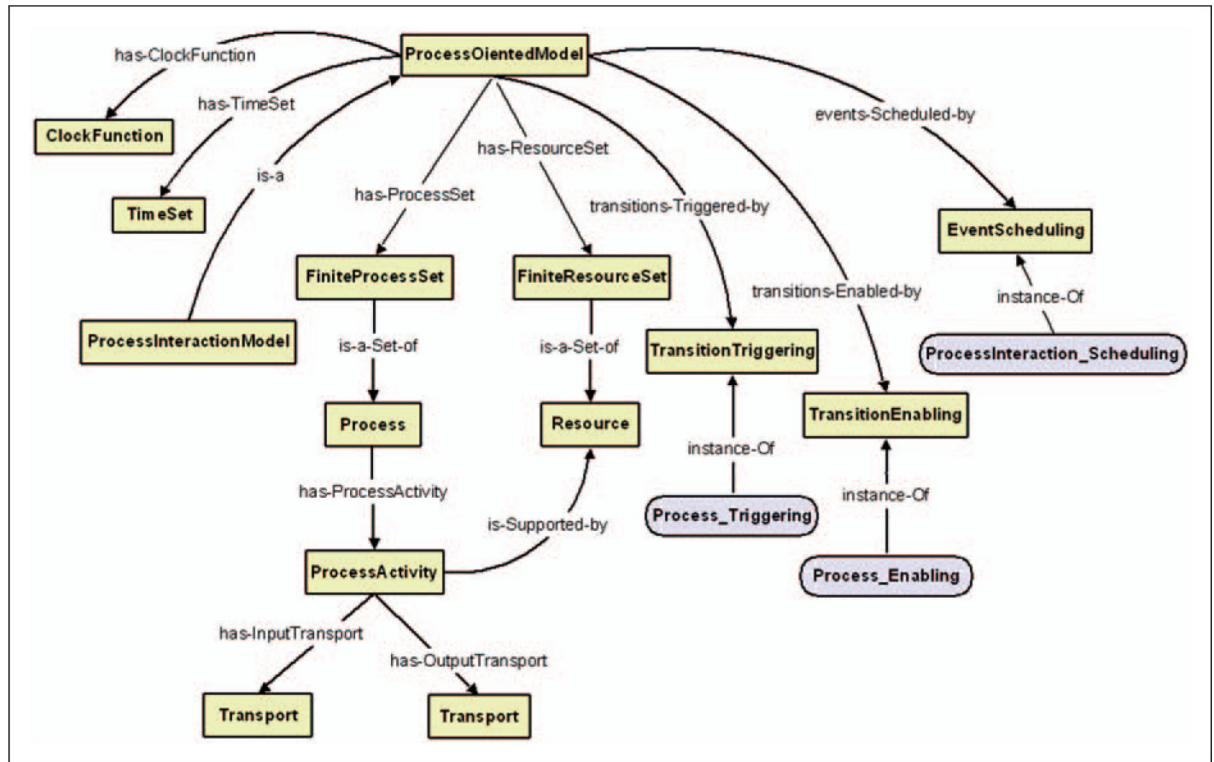 ProcessOientedModel
has-ClockFunction
has-TimeSet
events-Scheduled-by
ClockFunction
has-ResourceSet
is-a
has-ProcessSet
TimeSet
transitions-Triggered-by
EventScheduling
FiniteProcessSet
FiniteResourceSet
transitions-Enabled-by
instance-Of
ProcessInteractionModel
is-a-Set-of
is-a-Set-of
TransitionTriggering
ProcessInteraction_Scheduling
Process
Resource
TransitionEnabling
instance-Of
has-ProcessActivity
instance-Of
Process_Triggering
is-Supported-by
ProcessActivity
Process_Enabling
has-InputTransport
has-OutputTransport
Transport
Transport